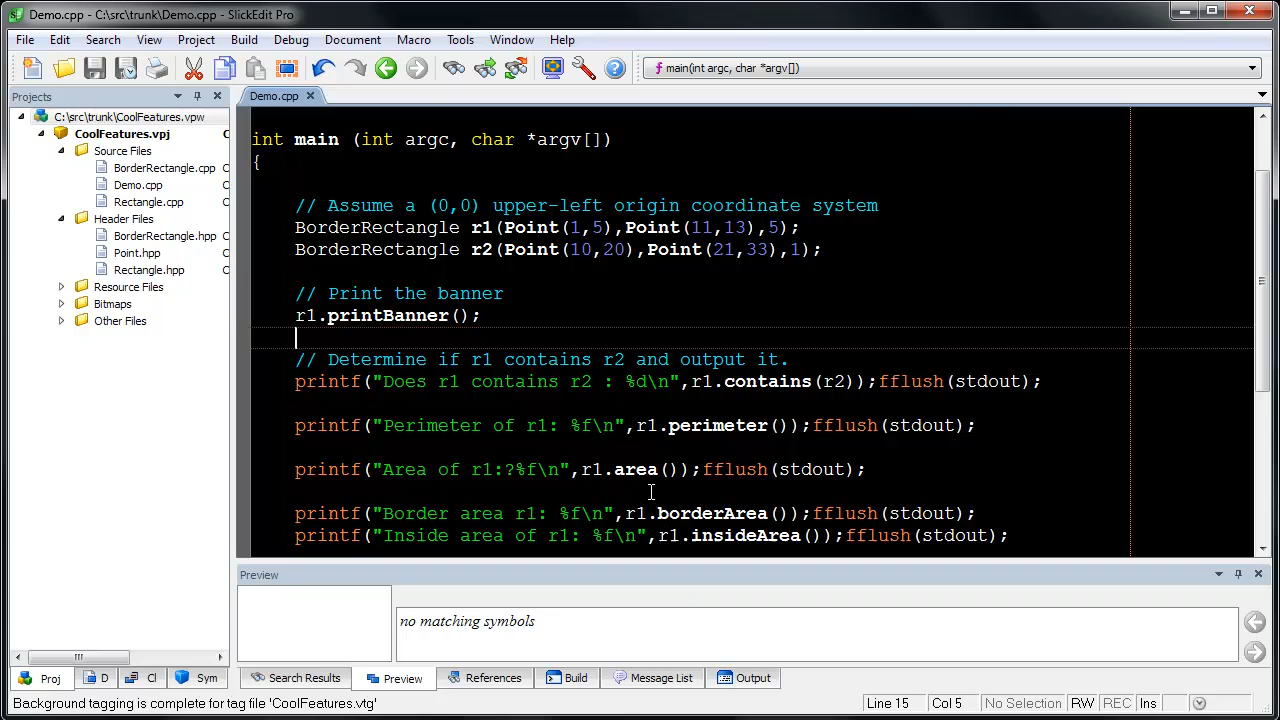 Demo.cpp - C:\src\trunk\Demo.cpp - SlickEdit Pro
File Edit Search View Project Build Debug Document Macro Tools Window Help
main(int argc, char *argv[])
Projects
Demo.cpp
C:\src\trunk\CoolFeatures.vpw
CoolFeatures.vpj
Source Files
BorderRectangle.cpp
Demo.cpp
Rectangle.cpp
Header Files
BorderRectangle.hpp
Point.hpp
Rectangle.hpp
Resource Files
Bitmaps
Other Files
int main (int argc, char *argv[])
{
// Assume a (0,0) upper-left origin coordinate system
BorderRectangle r1(Point(1,5),Point(11,13),5);
BorderRectangle r2(Point(10,20),Point(21,33),1);
// Print the banner
r1.printBanner();
// Determine if r1 contains r2 and output it.
printf("Does r1 contains r2 : %d\n",r1.contains(r2));fflush(stdout);
printf("Perimeter of r1: %f\n",r1.perimeter());fflush(stdout);
printf("Area of r1:?%f\n",r1.area());fflush(stdout);
printf("Border area r1: %f\n",r1.borderArea());fflush(stdout);
printf("Inside area of r1: %f\n",r1.insideArea());fflush(stdout);
Preview
no matching symbols
Proj D Cl Sym Search Results Preview References Build Message List Output
Background tagging is complete for tag file 'CoolFeatures.vtg' Line 15 Col 5 No Selection RW REC Ins